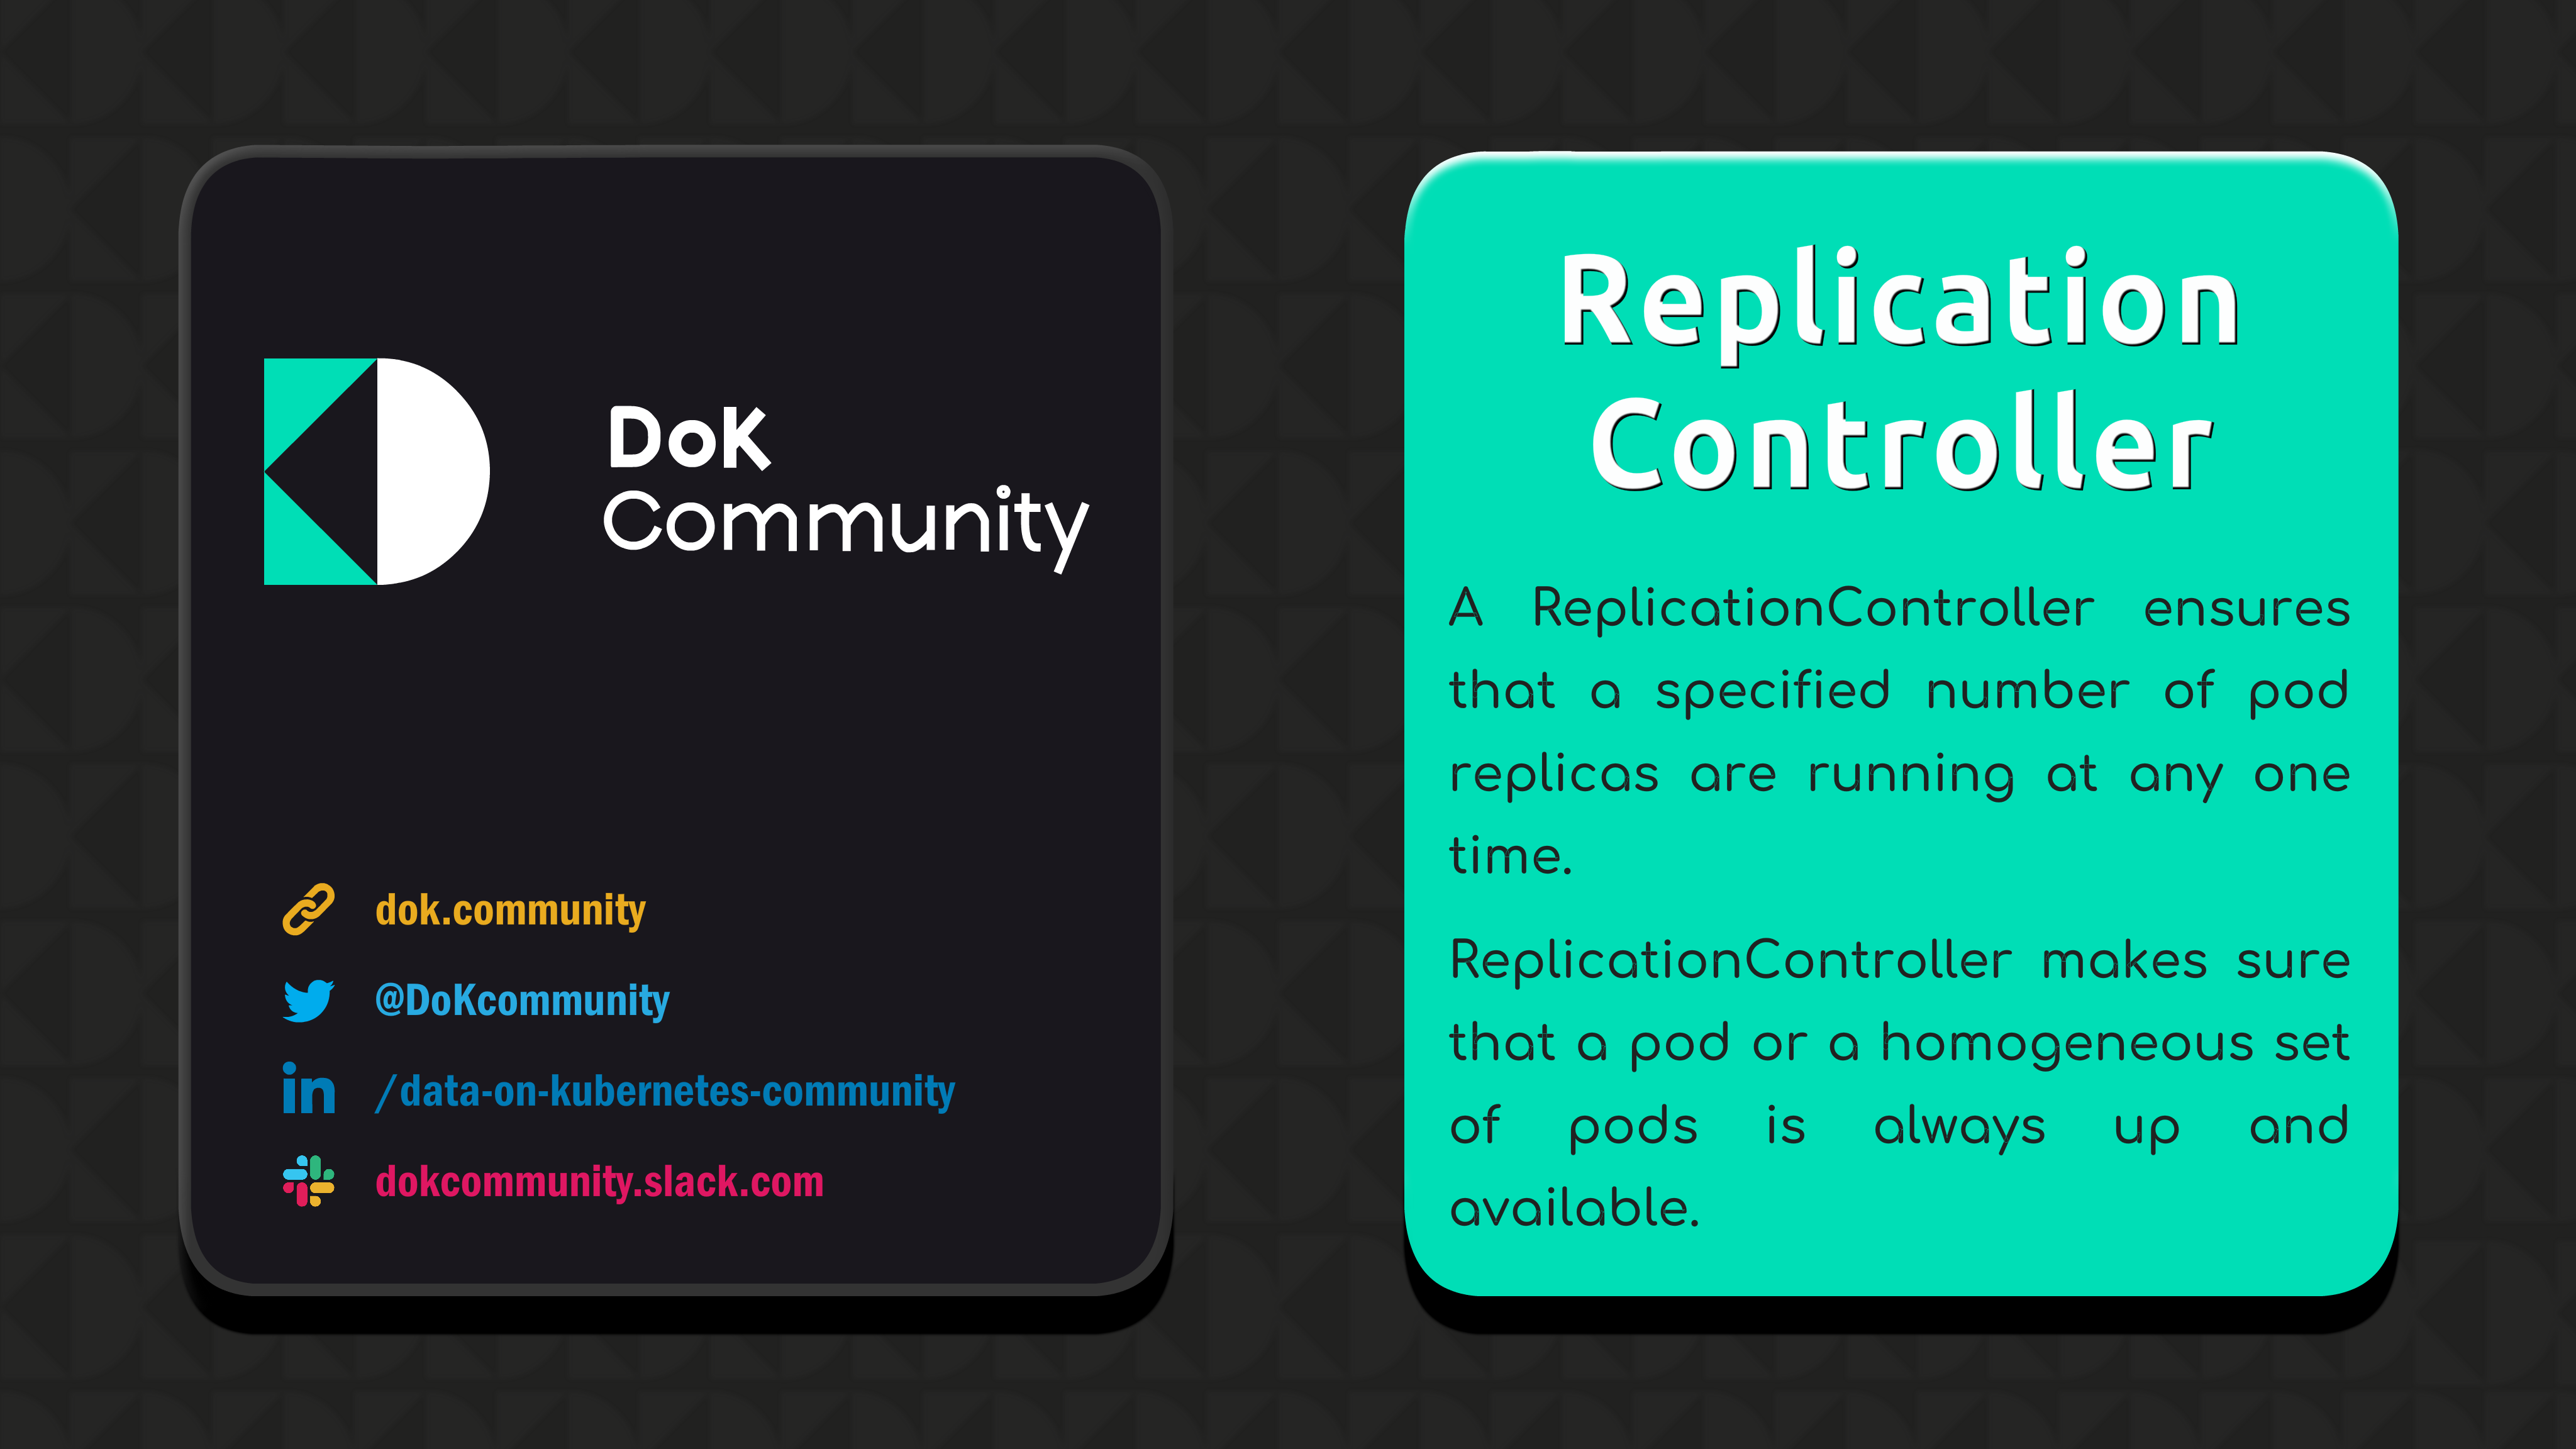 DoK
Community
dok.community
@DoKcommunity
/data-on-kubernetes-community
dokcommunity.slack.com
Replication
Controller
A ReplicationController ensures
that a specified number of pod
replicas are running at any one
time.
ReplicationController makes sure
that a pod or a homogeneous set
of pods is always up and
available.